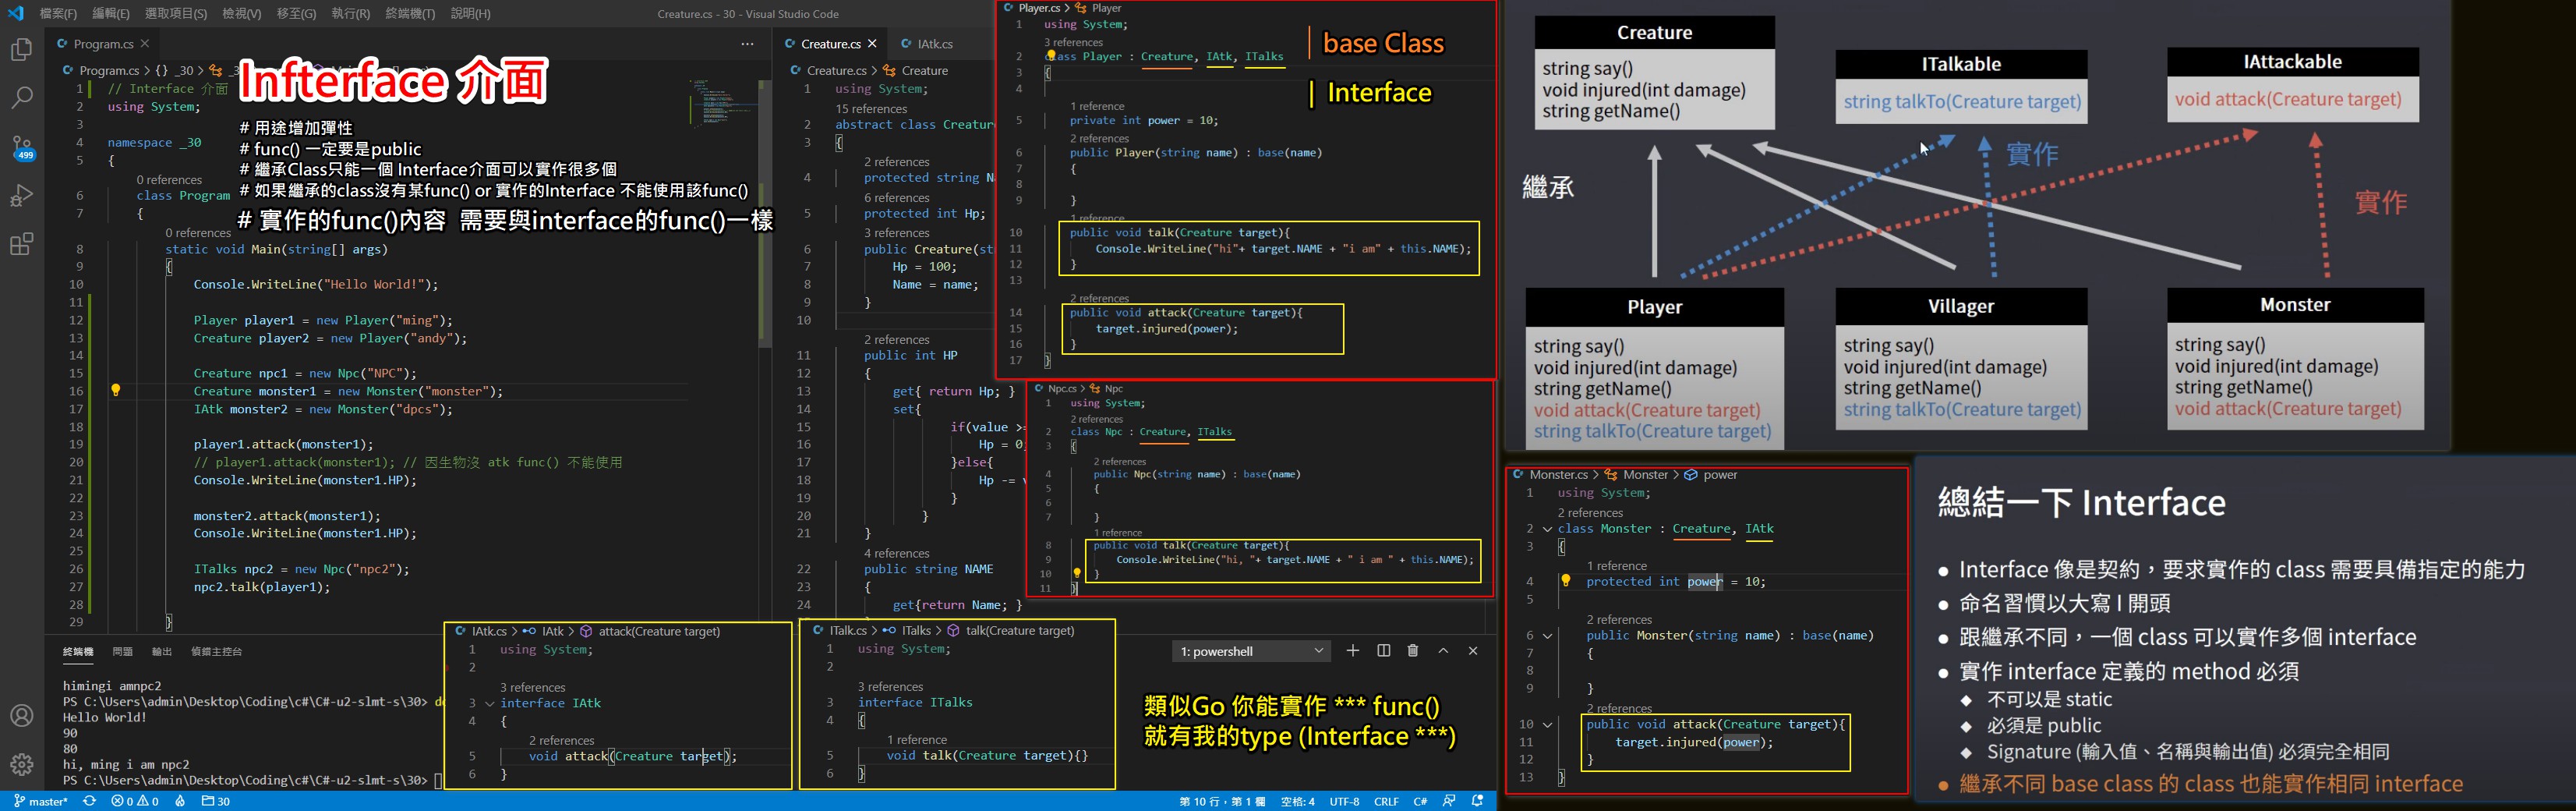 檔案(F) 編輯(E) 選取項目(S) 檢視(V) 移至(G) 執行(R) 終端機(T) 說明(H)
Creature.cs - 30 - Visual Studio Code
Program.cs
Program.cs > {} _30 >
Infterface 介面
# 用途增加彈性
# func() 一定要是public
# 繼承Class只能一個 Interface介面可以實作很多個
# 如果繼承的class沒有某func() or 實作的Interface 不能使用該func()
# 實作的func()內容 需要與interface的func()一樣
1 // Interface 介面
2 using System;
3
4 namespace _30
5 {
0 references
6 class Program
7 {
0 references
8 static void Main(string[] args)
9 {
10 Console.WriteLine("Hello World!");
11
12 Player player1 = new Player("ming");
13 Creature player2 = new Player("andy");
14
15 Creature npc1 = new Npc("NPC");
16 Creature monster1 = new Monster("monster");
17 IAtk monster2 = new Monster("dpcs");
18
19 player1.attack(monster1);
20 // player1.attack(monster1); // 因生物沒 atk func() 不能使用
21 Console.WriteLine(monster1.HP);
22
23 monster2.attack(monster1);
24 Console.WriteLine(monster1.HP);
25
26 ITalks npc2 = new Npc("npc2");
27 npc2.talk(player1);
28
29 }
499
Creature.cs
IAtk.cs
Creature.cs > Creature
1 using System;
15 references
2 abstract class Creatur
3 {
2 references
4 protected string N
6 references
5 protected int Hp;
3 references
6 public Creature(st
7 Hp = 100;
8 Name = name;
9 }
10
2 references
11 public int HP
12 {
13 get{ return Hp; }
14 set{
15 if(value >=
16 Hp = 0;
17 }else{
18 Hp -=
19 }
20 }
21 }
4 references
22 public string NAME
23 {
24 get{return Name; }
Player.cs > Player
1 using System;
3 references
2 class Player : Creature, IAtk, ITalks
3 {
4
1 reference
5 private int power = 10;
2 references
6 public Player(string name) : base(name)
7 {
8
9 }
1 reference
10 public void talk(Creature target){
11 Console.WriteLine("hi"+ target.NAME + "i am" + this.NAME);
12 }
13
2 references
14 public void attack(Creature target){
15 target.injured(power);
16 }
17 }
| base Class
| Interface
Npc.cs > Npc
1 using System;
2 references
2 class Npc : Creature, ITalks
3 {
2 references
4 public Npc(string name) : base(name)
5 {
6
7 }
1 reference
8 public void talk(Creature target){
9 Console.WriteLine("hi, "+ target.NAME + " i am " + this.NAME);
10 }
11 }
終端機 問題 輸出 偵錯主控台
1: powershell
himingi amnpc2
PS C:\Users\admin\Desktop\Coding\c#\C#-u2-slmt-s\30> do
Hello World!
90
80
hi, ming i am npc2
PS C:\Users\admin\Desktop\Coding\c#\C#-u2-slmt-s\30>
IAtk.cs > IAtk > attack(Creature target)
1 using System;
2
3 references
3 interface IAtk
4 {
2 references
5 void attack(Creature target);
6 }
ITalk.cs > ITalks > talk(Creature target)
1 using System;
2
3 references
3 interface ITalks
4 {
1 reference
5 void talk(Creature target){}
6 }
類似Go 你能實作 *** func()
就有我的type (Interface ***)
master* 0 0 30
第 10 行，第 1 欄 空格: 4 UTF-8 CRLF C#
Creature
string say()
void injured(int damage)
string getName()
ITalkable
string talkTo(Creature target)
IAttackable
void attack(Creature target)
繼承
實作
實作
Player
string say()
void injured(int damage)
string getName()
void attack(Creature target)
string talkTo(Creature target)
Villager
string say()
void injured(int damage)
string getName()
string talkTo(Creature target)
Monster
string say()
void injured(int damage)
string getName()
void attack(Creature target)
Monster.cs > Monster > power
1 using System;
2 references
2 class Monster : Creature, IAtk
3 {
1 reference
4 protected int power = 10;
5
2 references
6 public Monster(string name) : base(name)
7 {
8
9 }
2 references
10 public void attack(Creature target){
11 target.injured(power);
12 }
13 }
總結一下 Interface
● Interface 像是契約，要求實作的 class 需要具備指定的能力
● 命名習慣以大寫 I 開頭
● 跟繼承不同，一個 class 可以實作多個 interface
● 實作 interface 定義的 method 必須
◆ 不可以是 static
◆ 必須是 public
◆ Signature (輸入值、名稱與輸出值) 必須完全相同
● 繼承不同 base class 的 class 也能實作相同 interface